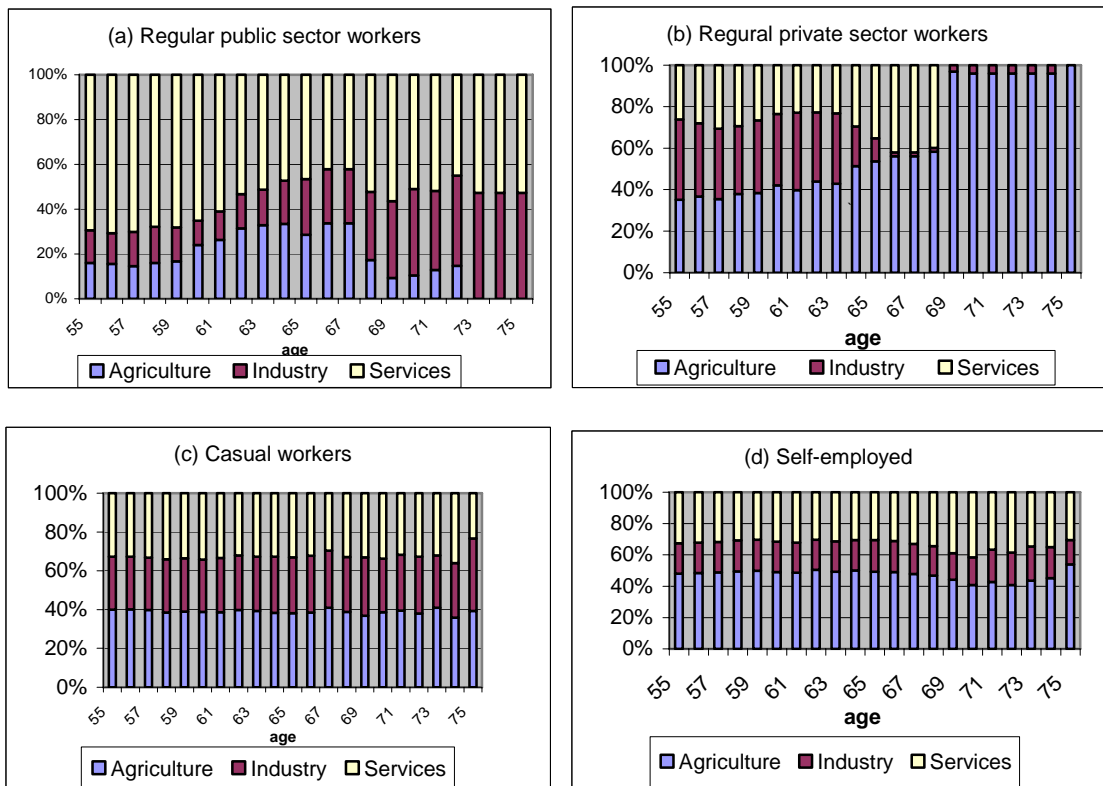 (a) Regular public sector workers
100%
80%
60%
40%
20%
0%
55 57 59 61 63 65 67 69 71 73 75
age
Agriculture Industry Services
(b) Regural private sector workers
100%
80%
60%
40%
20%
0%
55 57 59 61 63 65 67 69 71 73 75
age
Agriculture Industry Services
(c) Casual workers
100%
80%
60%
40%
20%
0%
55 57 59 61 63 65 67 69 71 73 75
age
Agriculture Industry Services
(d) Self-employed
100%
80%
60%
40%
20%
0%
55 57 59 61 63 65 67 69 71 73 75
age
Agriculture Industry Services